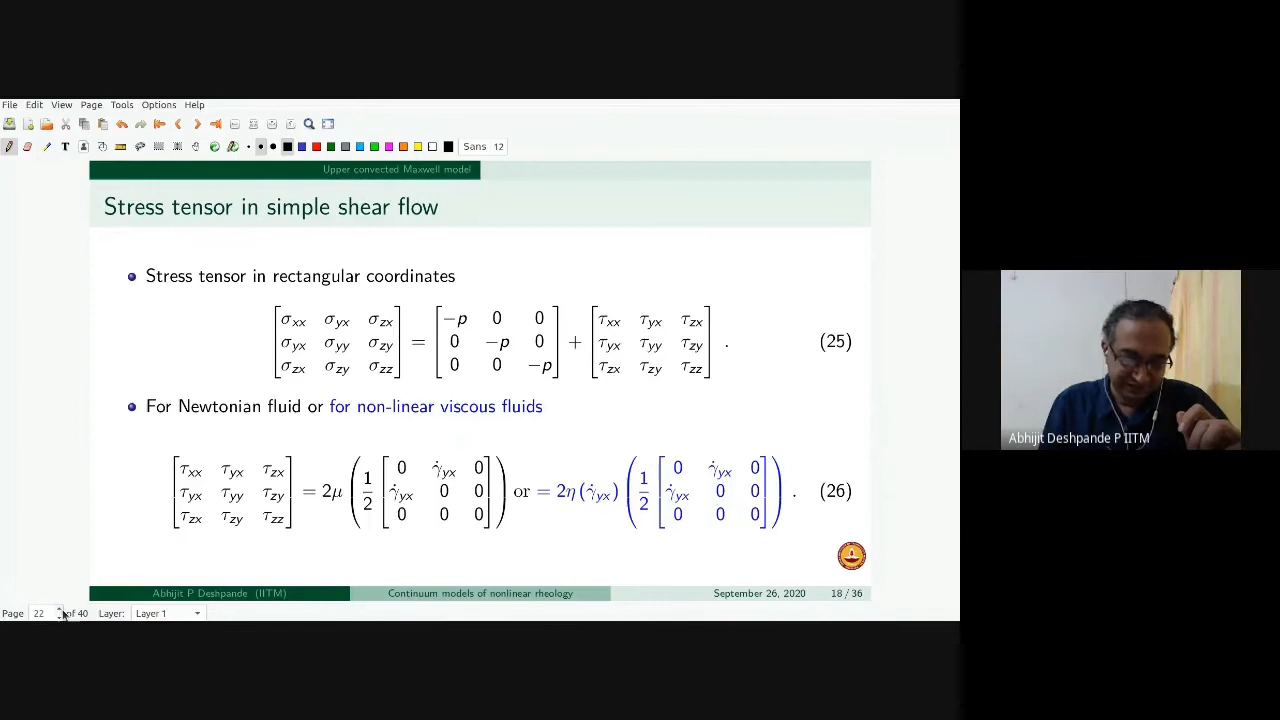 File Edit View Page Tools Options Help
Sans 12
Upper convected Maxwell model
Stress tensor in simple shear flow
Stress tensor in rectangular coordinates
[σxx σyx σzx; σyx σyy σzy; σzx σzy σzz] = [−p 0 0; 0 −p 0; 0 0 −p] + [τxx τyx τzx; τyx τyy τzy; τzx τzy τzz] . (25)
For Newtonian fluid or for non-linear viscous fluids
[τxx τyx τzx; τyx τyy τzy; τzx τzy τzz] = 2μ (1/2 [0 γ̇yx 0; γ̇yx 0 0; 0 0 0]) or = 2η (γ̇yx) (1/2 [0 γ̇yx 0; γ̇yx 0 0; 0 0 0]) . (26)
Abhijit P Deshpande (IITM) Continuum models of nonlinear rheology September 26, 2020 18 / 36
Page 22 of 40 Layer: Layer 1
Abhijit Deshpande P IITM